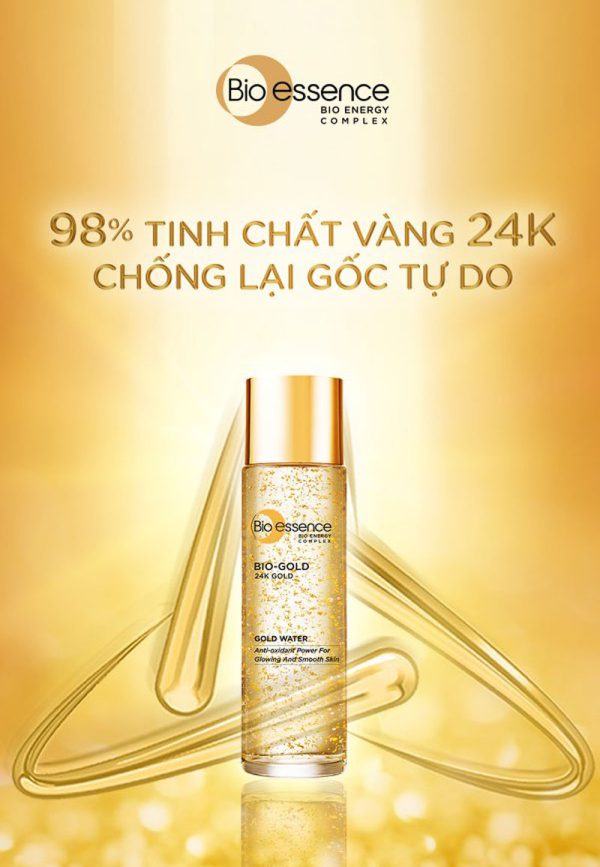 Bio essence
BIO ENERGY
COMPLEX
98% TINH CHẤT VÀNG 24K
CHỐNG LẠI GỐC TỰ DO
Bio essence
BIO ENERGY
COMPLEX
BIO-GOLD
24K GOLD
GOLD WATER
Anti-oxidant Power For
Glowing And Smooth Skin